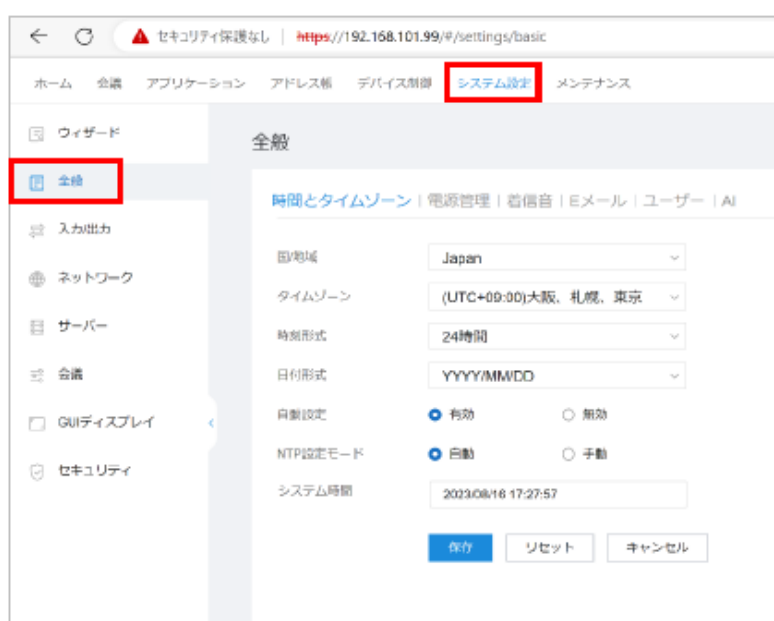 セキュリティ保護なし | https://192.168.101.99/#/settings/basic
ホーム 会議 アプリケーション アドレス帳 デバイス制御 システム設定 メンテナンス
ウィザード
全般
入力/出力
ネットワーク
サーバー
会議
GUIディスプレイ
セキュリティ
全般
時間とタイムゾーン | 電源管理 | 着信音 | Eメール | ユーザー | AI
国/地域 Japan
タイムゾーン (UTC+09:00)大阪、札幌、東京
時刻形式 24時間
日付形式 YYYY/MM/DD
自動設定 有効 無効
NTP設定モード 自動 手動
システム時間 2023/08/16 17:27:57
保存 リセット キャンセル